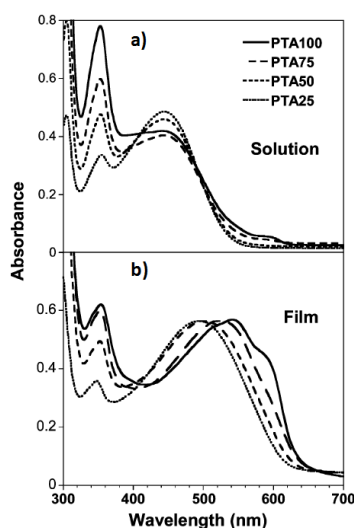 a)
PTA100
PTA75
PTA50
PTA25
Solution
0.8
0.6
0.4
0.2
0
Absorbance
b)
Film
0.6
0.4
0.2
0
300 400 500 600 700
Wavelength (nm)